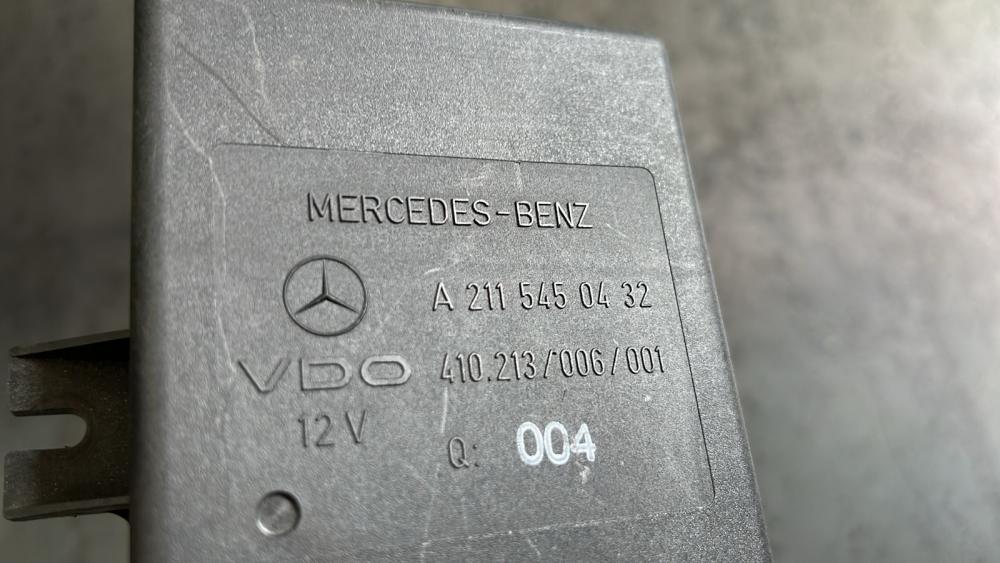 MERCEDES-BENZ
A 211 545 04 32
VDO 410.213/006/001
12 V
Q: 004